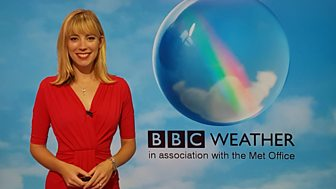 BBC WEATHER
in association with the Met Office